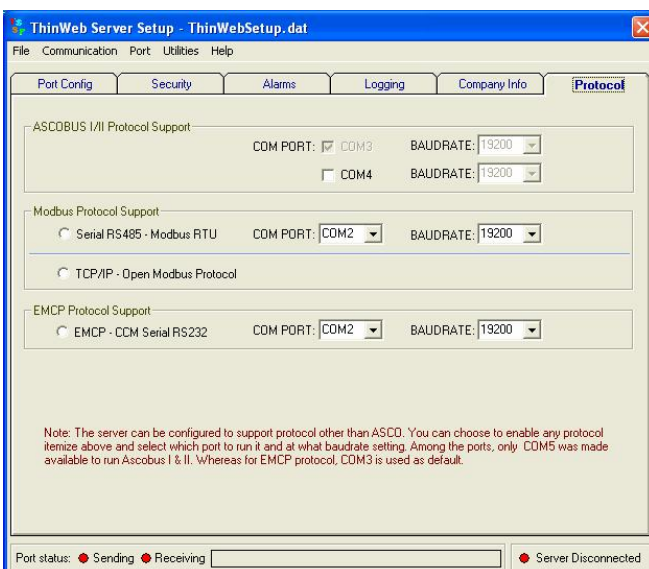 ThinWeb Server Setup - ThinWebSetup.dat
File Communication Port Utilities Help
Port Config Security Alarms Logging Company Info Protocol
ASCOBUS I/II Protocol Support
COM PORT: COM3 BAUDRATE: 19200
COM4 BAUDRATE: 19200
Modbus Protocol Support
Serial RS485 - Modbus RTU COM PORT: COM2 BAUDRATE: 19200
TCP/IP - Open Modbus Protocol
EMCP Protocol Support
EMCP - CCM Serial RS232 COM PORT: COM2 BAUDRATE: 19200
Note: The server can be configured to support protocol other than ASCO. You can choose to enable any protocol
itemize above and select which port to run it and at what baudrate setting. Among the ports, only COM5 was made
available to run Ascobus I & II. Whereas for EMCP protocol, COM3 is used as default.
Port status: Sending Receiving Server Disconnected